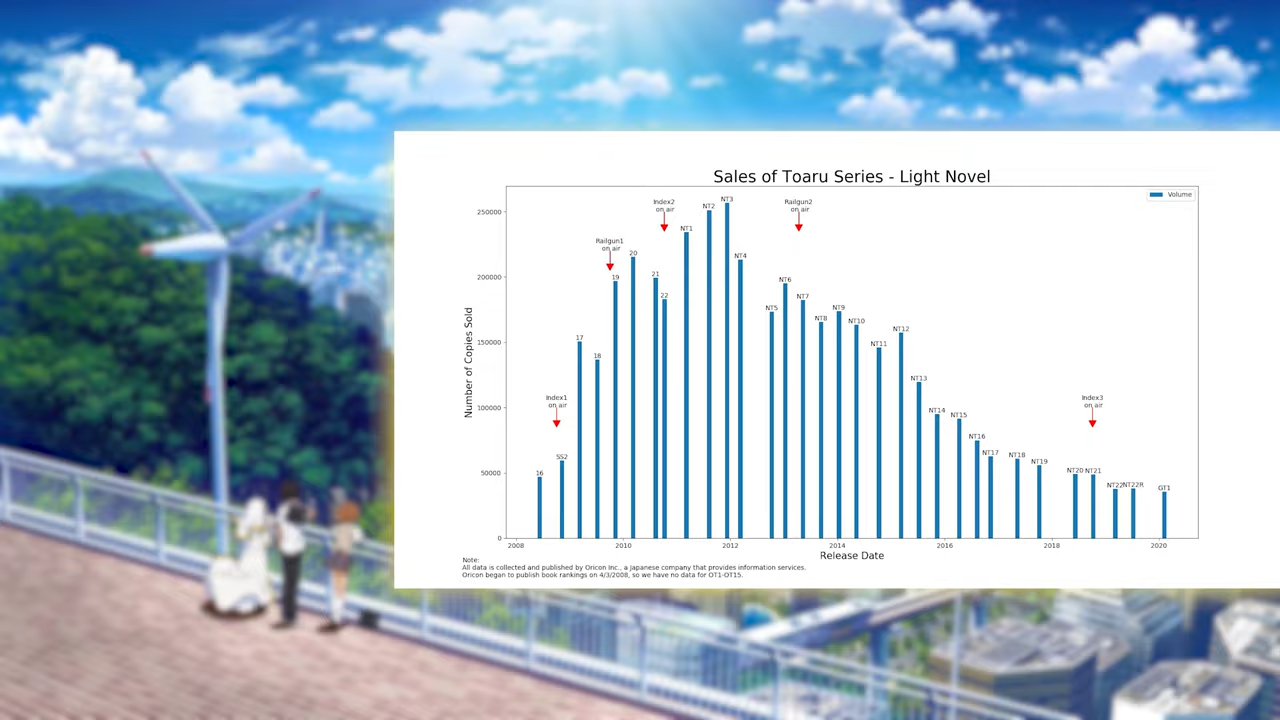 Sales of Toaru Series - Light Novel
Volume
Number of Copies Sold
250000
200000
150000
100000
50000
0
Index1
on air
Railgun1
on air
Index2
on air
Railgun2
on air
Index3
on air
16
SS2
17
18
19
20
21
22
NT1
NT2
NT3
NT4
NT5
NT6
NT7
NT8
NT9
NT10
NT11
NT12
NT13
NT14
NT15
NT16
NT17
NT18
NT19
NT20
NT21
NT22
NT22R
GT1
2008
2010
2012
2014
2016
2018
2020
Release Date
Note:
All data is collected and published by Oricon Inc., a Japanese company that provides information services.
Oricon began to publish book rankings on 4/3/2008, so we have no data for OT1-OT15.